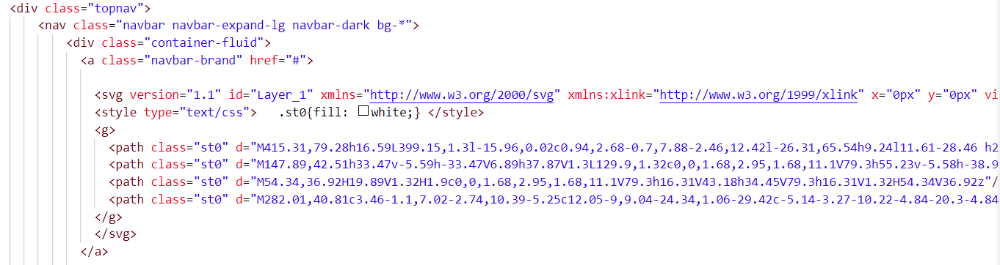 <div class="topnav">
<nav class="navbar navbar-expand-lg navbar-dark bg-*">
<div class="container-fluid">
<a class="navbar-brand" href="#">
<svg version="1.1" id="Layer_1" xmlns="http://www.w3.org/2000/svg" xmlns:xlink="http://www.w3.org/1999/xlink" x="0px" y="0px" vi
<style type="text/css"> .st0{fill: white;} </style>
<g>
<path class="st0" d="M415.31,79.28h16.59L399.15,1.3l-15.96,0.02c0.94,2.68-0.7,7.88-2.46,12.42l-26.31,65.54h9.24l11.61-28.46 h2
<path class="st0" d="M147.89,42.51h33.47v-5.59h-33.47V6.89h37.87V1.3L129.9,1.32c0,0,1.68,2.95,1.68,11.1V79.3h55.23v-5.58h-38.9
<path class="st0" d="M54.34,36.92H19.89V1.32H1.9c0,0,1.68,2.95,1.68,11.1V79.3h16.31V43.18h34.45V79.3h16.31V1.32H54.34V36.92z"/
<path class="st0" d="M282.01,40.81c3.46-1.1,7.02-2.74,10.39-5.25c12.05-9,9.04-24.34,1.06-29.42c-5.14-3.27-10.22-4.84-20.3-4.84
</g>
</svg>
</a>